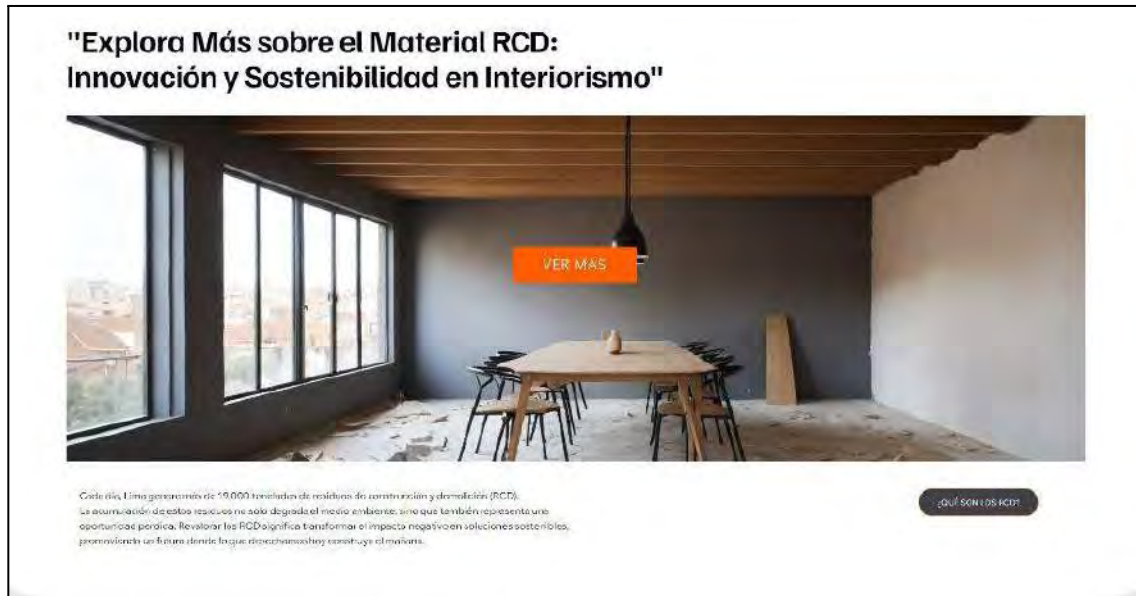 "Explora Más sobre el Material RCD:
Innovación y Sostenibilidad en Interiorismo"
VER MAS
Cada día, Lima genera más de 19,000 toneladas de residuos de construcción y demolición (RCD).
La acumulación de estos residuos no solo degrada el medio ambiente, sino que también representa una
oportunidad perdida. Revalorar los RCD significa transformar el impacto negativo en soluciones sostenibles,
promoviendo un futuro donde lo que desechamos hoy construye el mañana.
¿QUÉ SON LOS RCD?